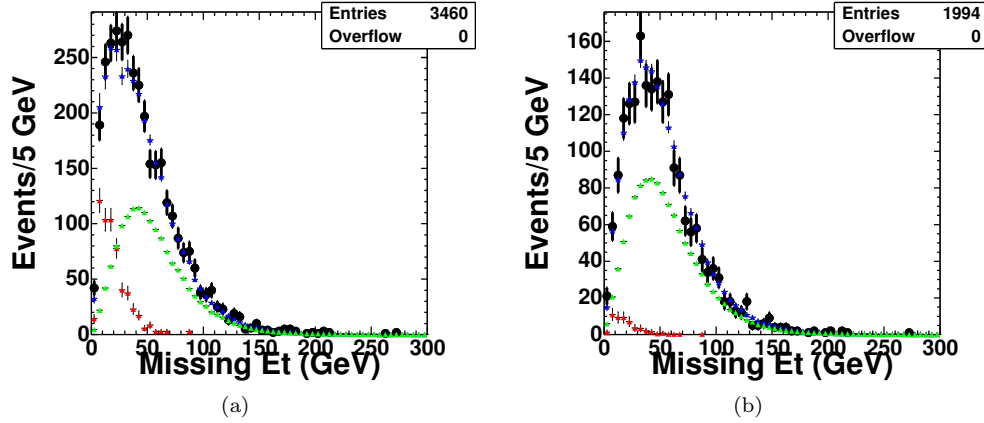 Entries 3460
Overflow 0
Events/5 GeV
250
200
150
100
50
0
0 50 100 150 200 250 300
Missing Et (GeV)
(a)
Entries 1994
Overflow 0
Events/5 GeV
160
140
120
100
80
60
40
20
0
0 50 100 150 200 250 300
Missing Et (GeV)
(b)